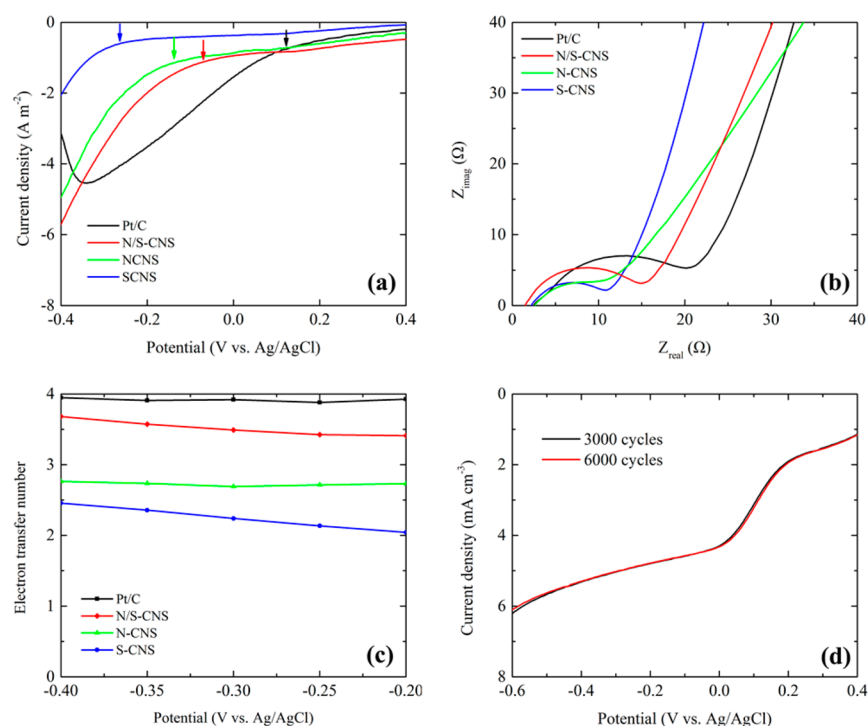 0
-2
-4
-6
-8
-0.4
-0.2
0.0
0.2
0.4
Current density (A m⁻²)
Potential (V vs. Ag/AgCl)
Pt/C
N/S-CNS
NCNS
SCNS
(a)
40
30
20
10
0
0
10
20
30
40
Z_imag (Ω)
Z_real (Ω)
Pt/C
N/S-CNS
N-CNS
S-CNS
(b)
4
3
2
1
0
-0.40
-0.35
-0.30
-0.25
-0.20
Electron transfer number
Potential (V vs. Ag/AgCl)
Pt/C
N/S-CNS
N-CNS
S-CNS
(c)
0
2
4
6
8
-0.6
-0.4
-0.2
0.0
0.2
0.4
Current density (mA cm⁻³)
Potential (V vs. Ag/AgCl)
3000 cycles
6000 cycles
(d)